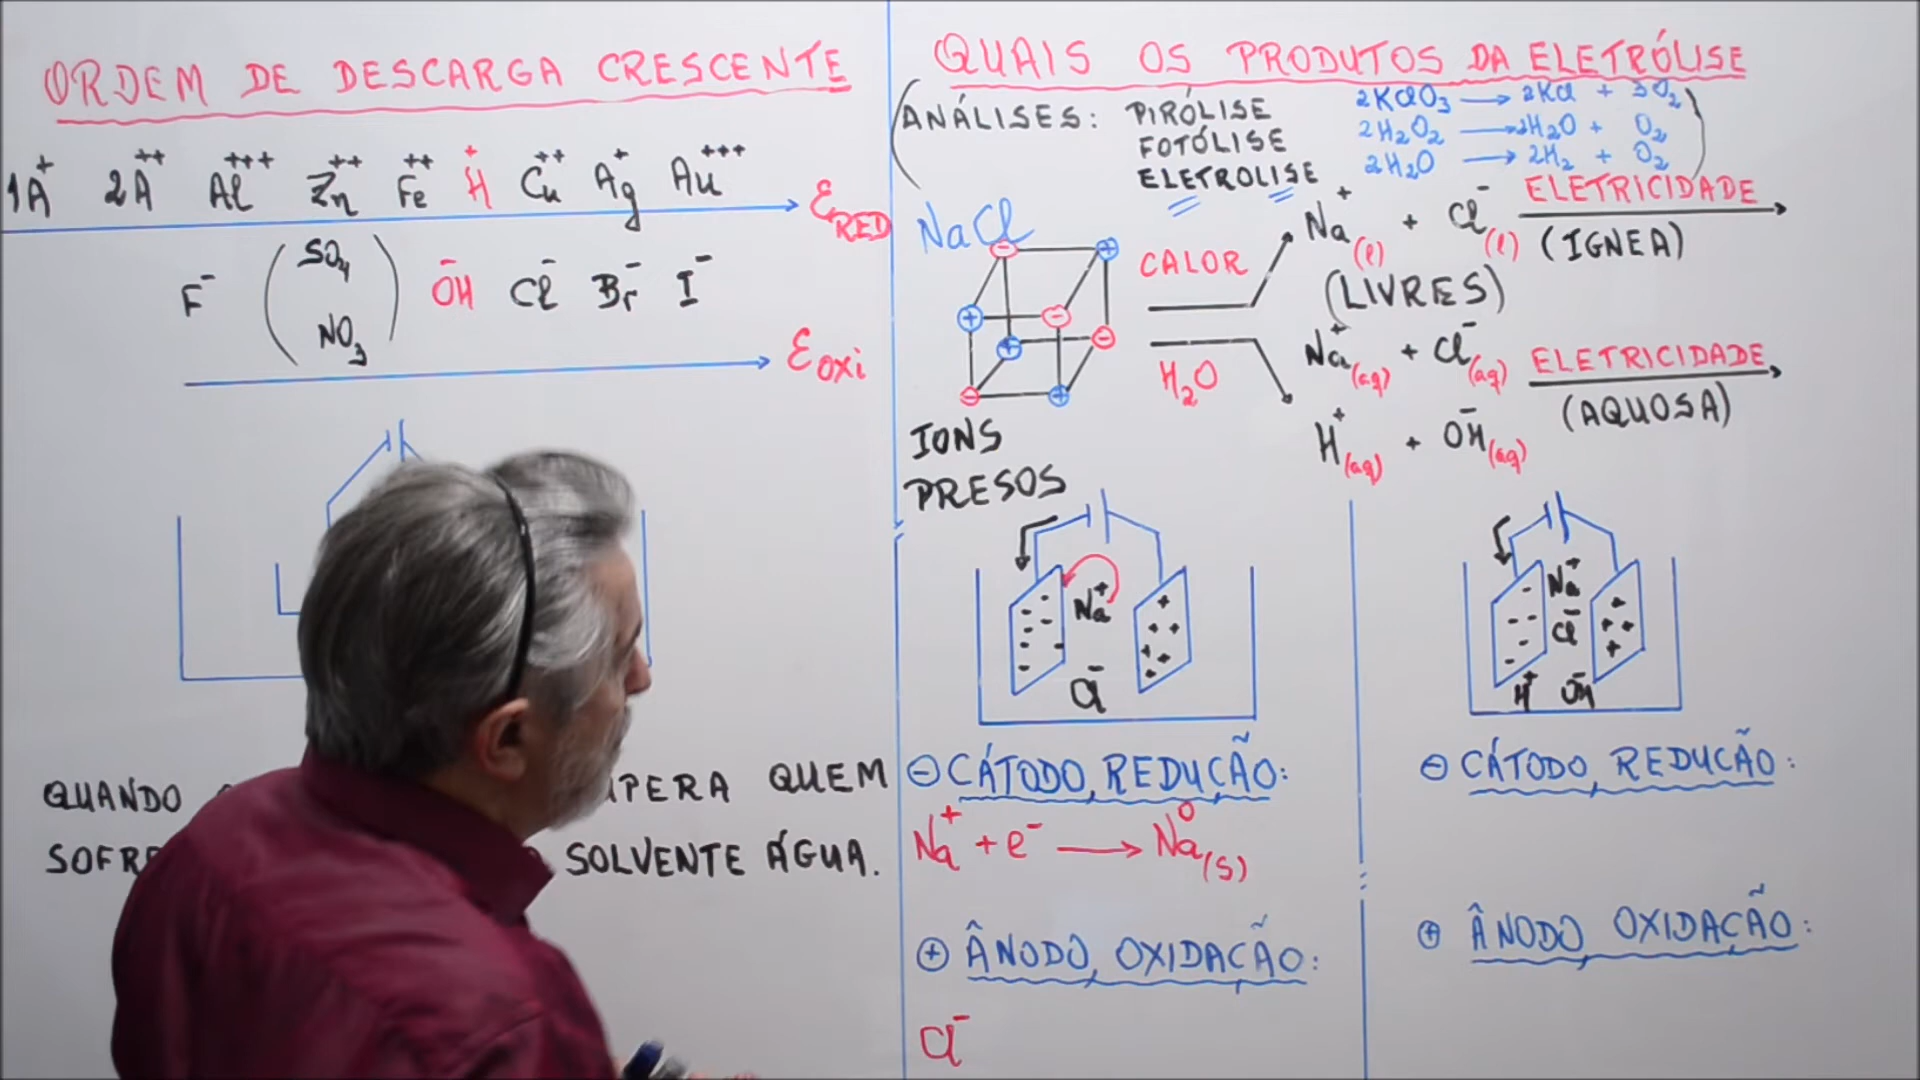 ORDEM DE DESCARGA CRESCENTE
1A⁺ 2A⁺⁺ Al⁺⁺⁺ Zn⁺⁺ Fe⁺⁺ H⁺ Cu⁺⁺ Ag⁺ Au⁺⁺⁺
ε RED
F⁻ (SO₄ NO₃) OH⁻ Cl⁻ Br⁻ I⁻
ε OXI
QUANDO PERA QUEM
SOFRE SOLVENTE ÁGUA.
QUAIS OS PRODUTOS DA ELETRÓLISE
(ANÁLISES: PIRÓLISE 2KClO₃ → 2KCl + 3O₂
FOTÓLISE 2H₂O₂ → 2H₂O + O₂
ELETROLISE 2H₂O → 2H₂ + O₂)
NaCl
CALOR
Na⁺(l) + Cl⁻(l) ELETRICIDADE
(IGNEA)
(LIVRES)
H₂O
Na⁺(aq) + Cl⁻(aq) ELETRICIDADE
(AQUOSA)
H⁺(aq) + OH⁻(aq)
IONS
PRESOS
Na⁺
Cl⁻
⊖ CÁTODO, REDUÇÃO:
Na⁺ + e⁻ → Na⁰(s)
⊕ ÂNODO, OXIDAÇÃO:
Cl⁻
Na⁺
Cl⁻
H⁺ OH⁻
⊖ CÁTODO, REDUÇÃO:
⊕ ÂNODO, OXIDAÇÃO: